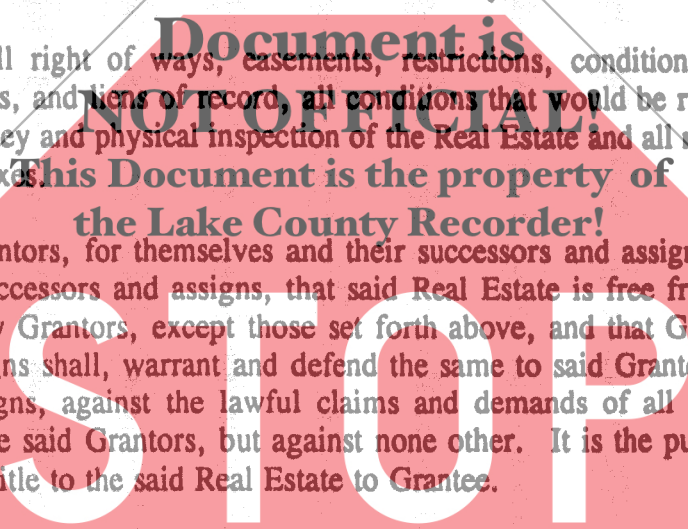 Document is
ll right of ways, easements, restrictions, condition
s, and liens of record, all conditions that would be
NOT OFFICIAL!
ey and physical inspection of the Real Estate and all s
This Document is the property of
the Lake County Recorder!
ntors, for themselves and their successors and assign
ccessors and assigns, that said Real Estate is free fr
Grantors, except those set forth above, and that G
ns shall, warrant and defend the same to said Grant
gns, against the lawful claims and demands of all
e said Grantors, but against none other. It is the pu
itle to the said Real Estate to Grantee.
STOP